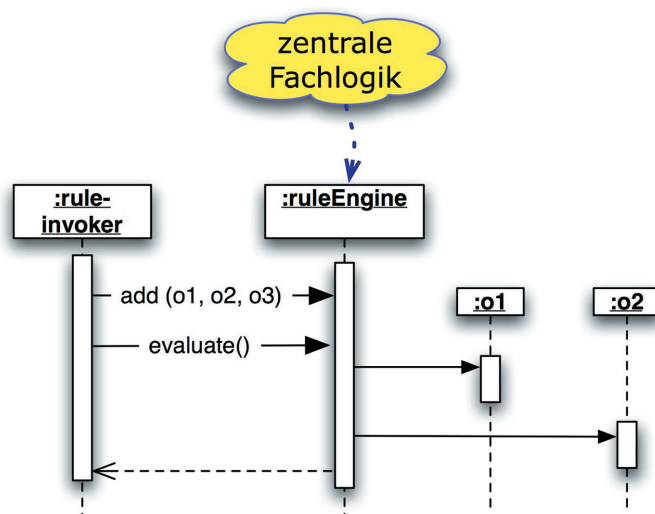 zentrale
Fachlogik
:rule-
invoker
:ruleEngine
add (o1, o2, o3)
:o1
:o2
evaluate()